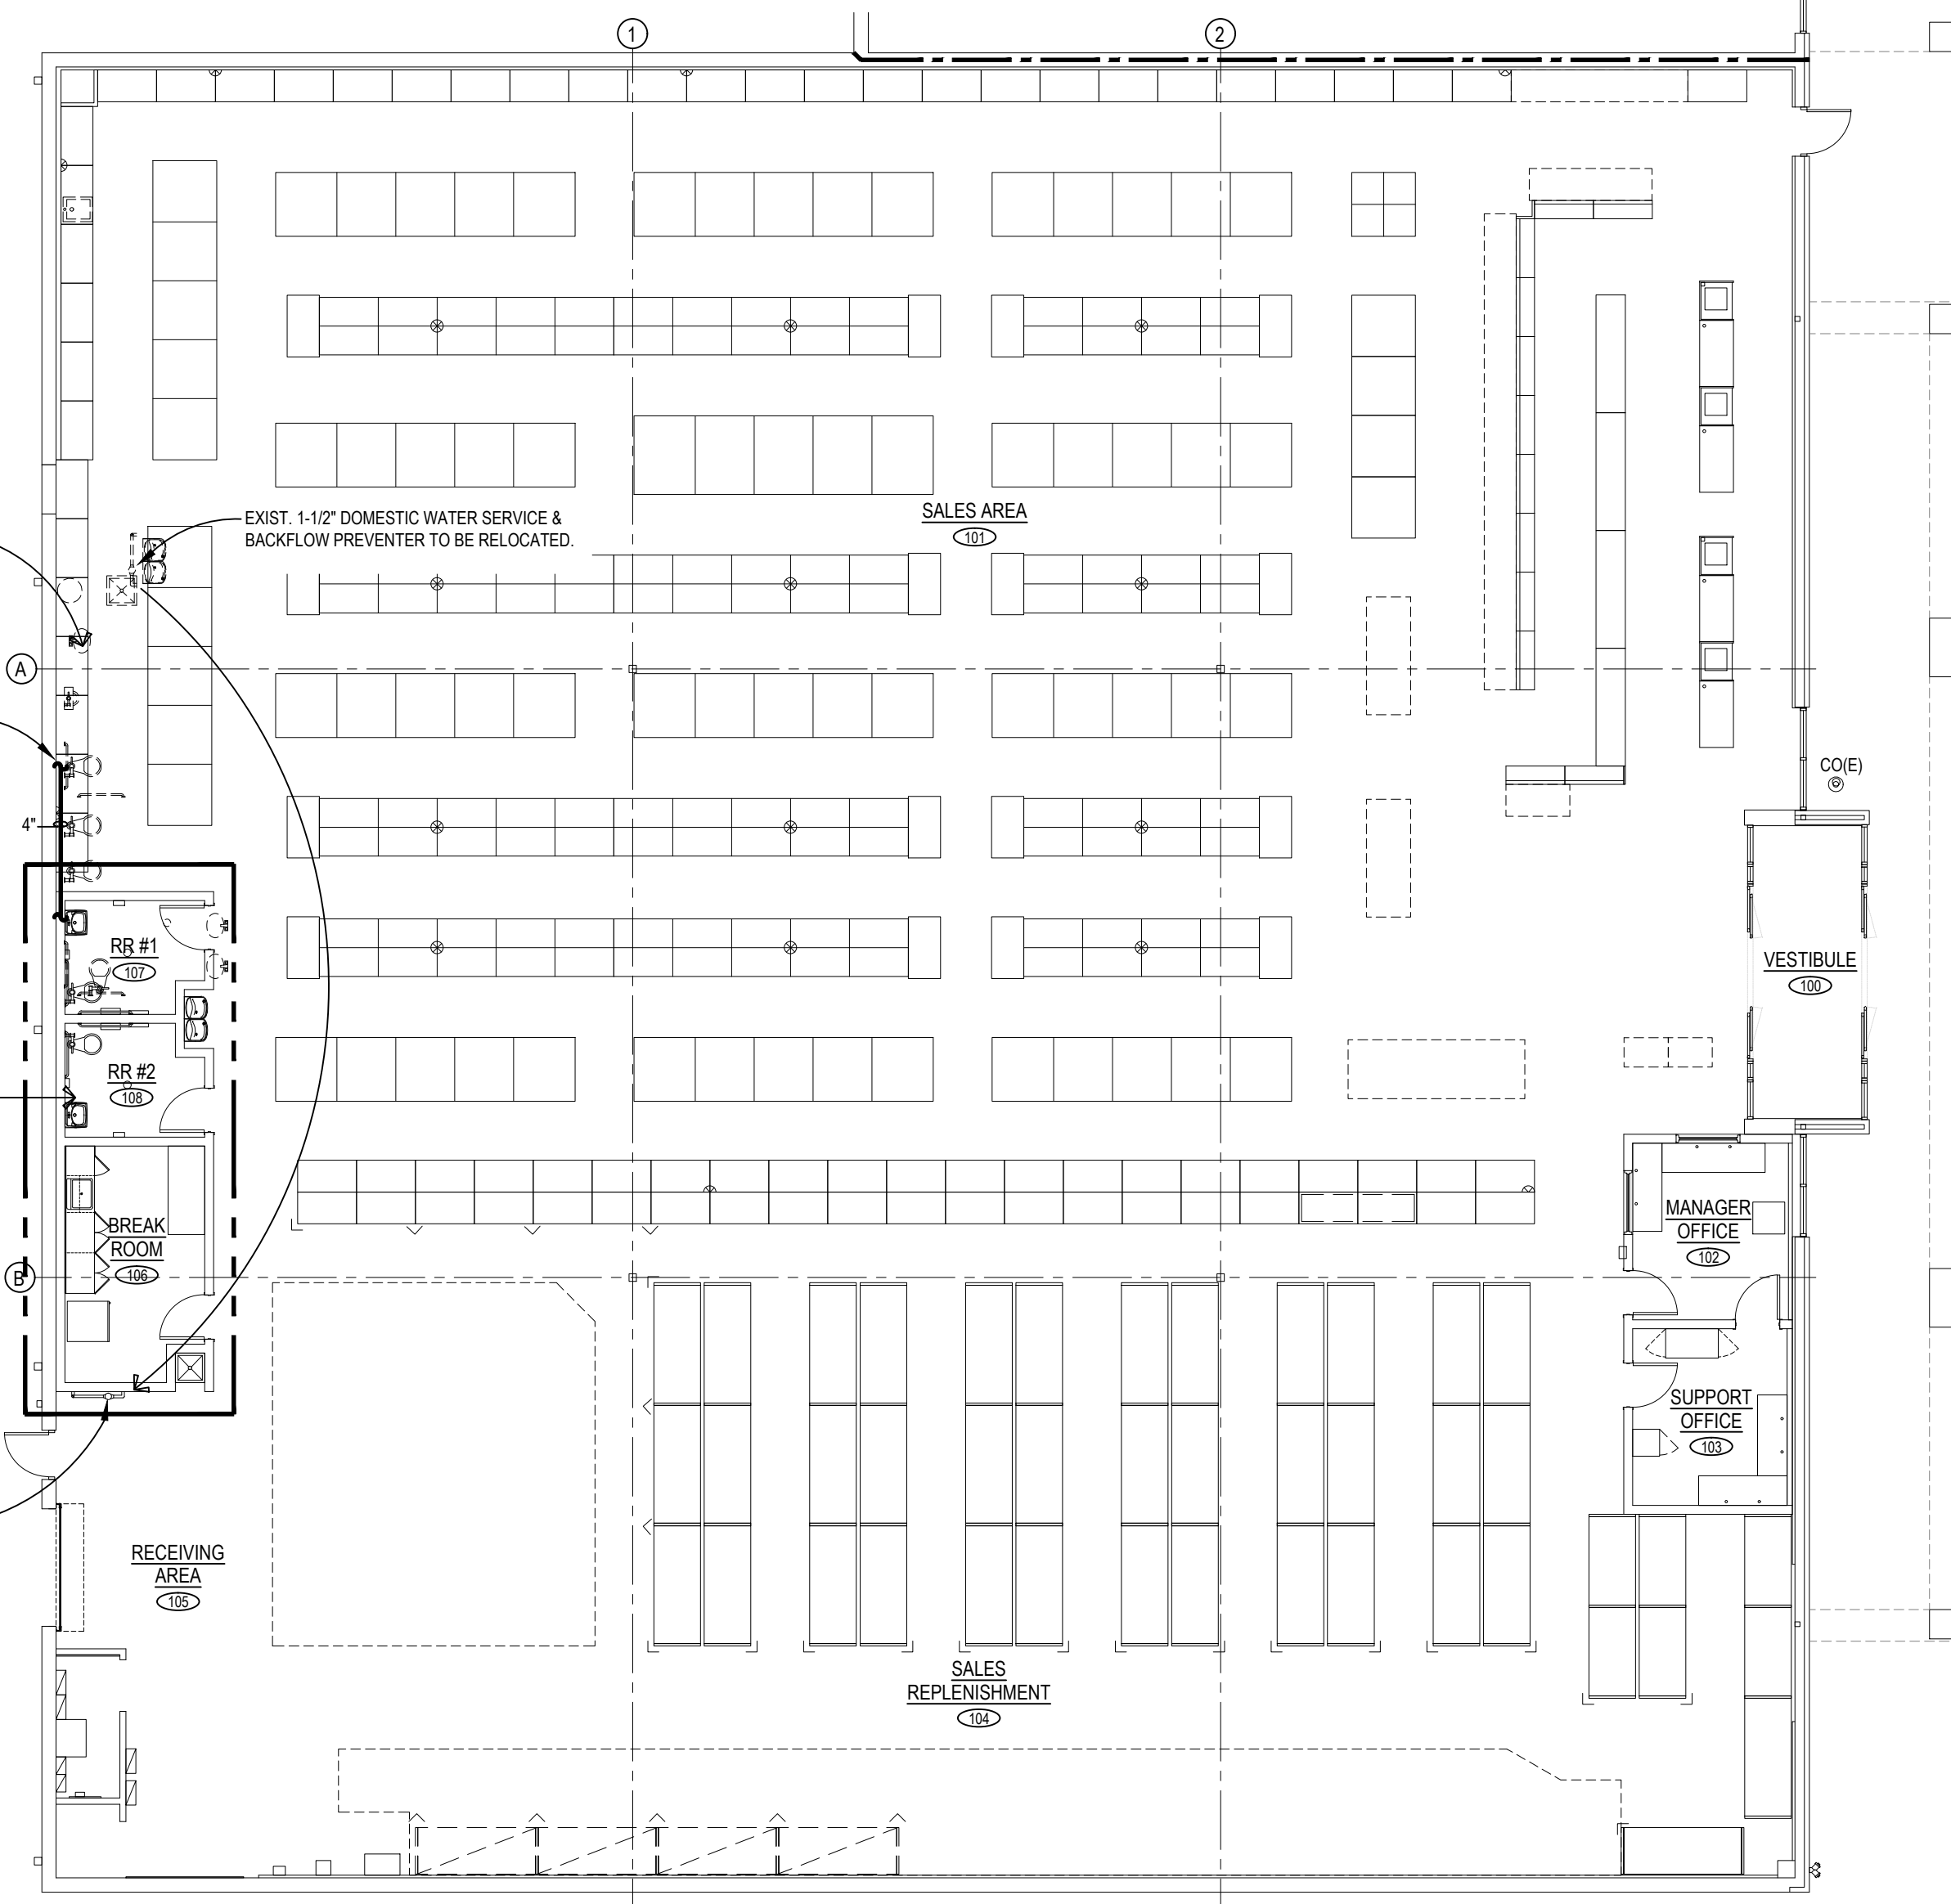 1
2
EXIST. 1-1/2" DOMESTIC WATER SERVICE &
BACKFLOW PREVENTER TO BE RELOCATED.
SALES AREA
101
A
CO(E)
4"
RR #1
107
VESTIBULE
100
RR #2
108
BREAK
ROOM
106
MANAGER
OFFICE
102
B
SUPPORT
OFFICE
103
RECEIVING
AREA
105
SALES
REPLENISHMENT
104